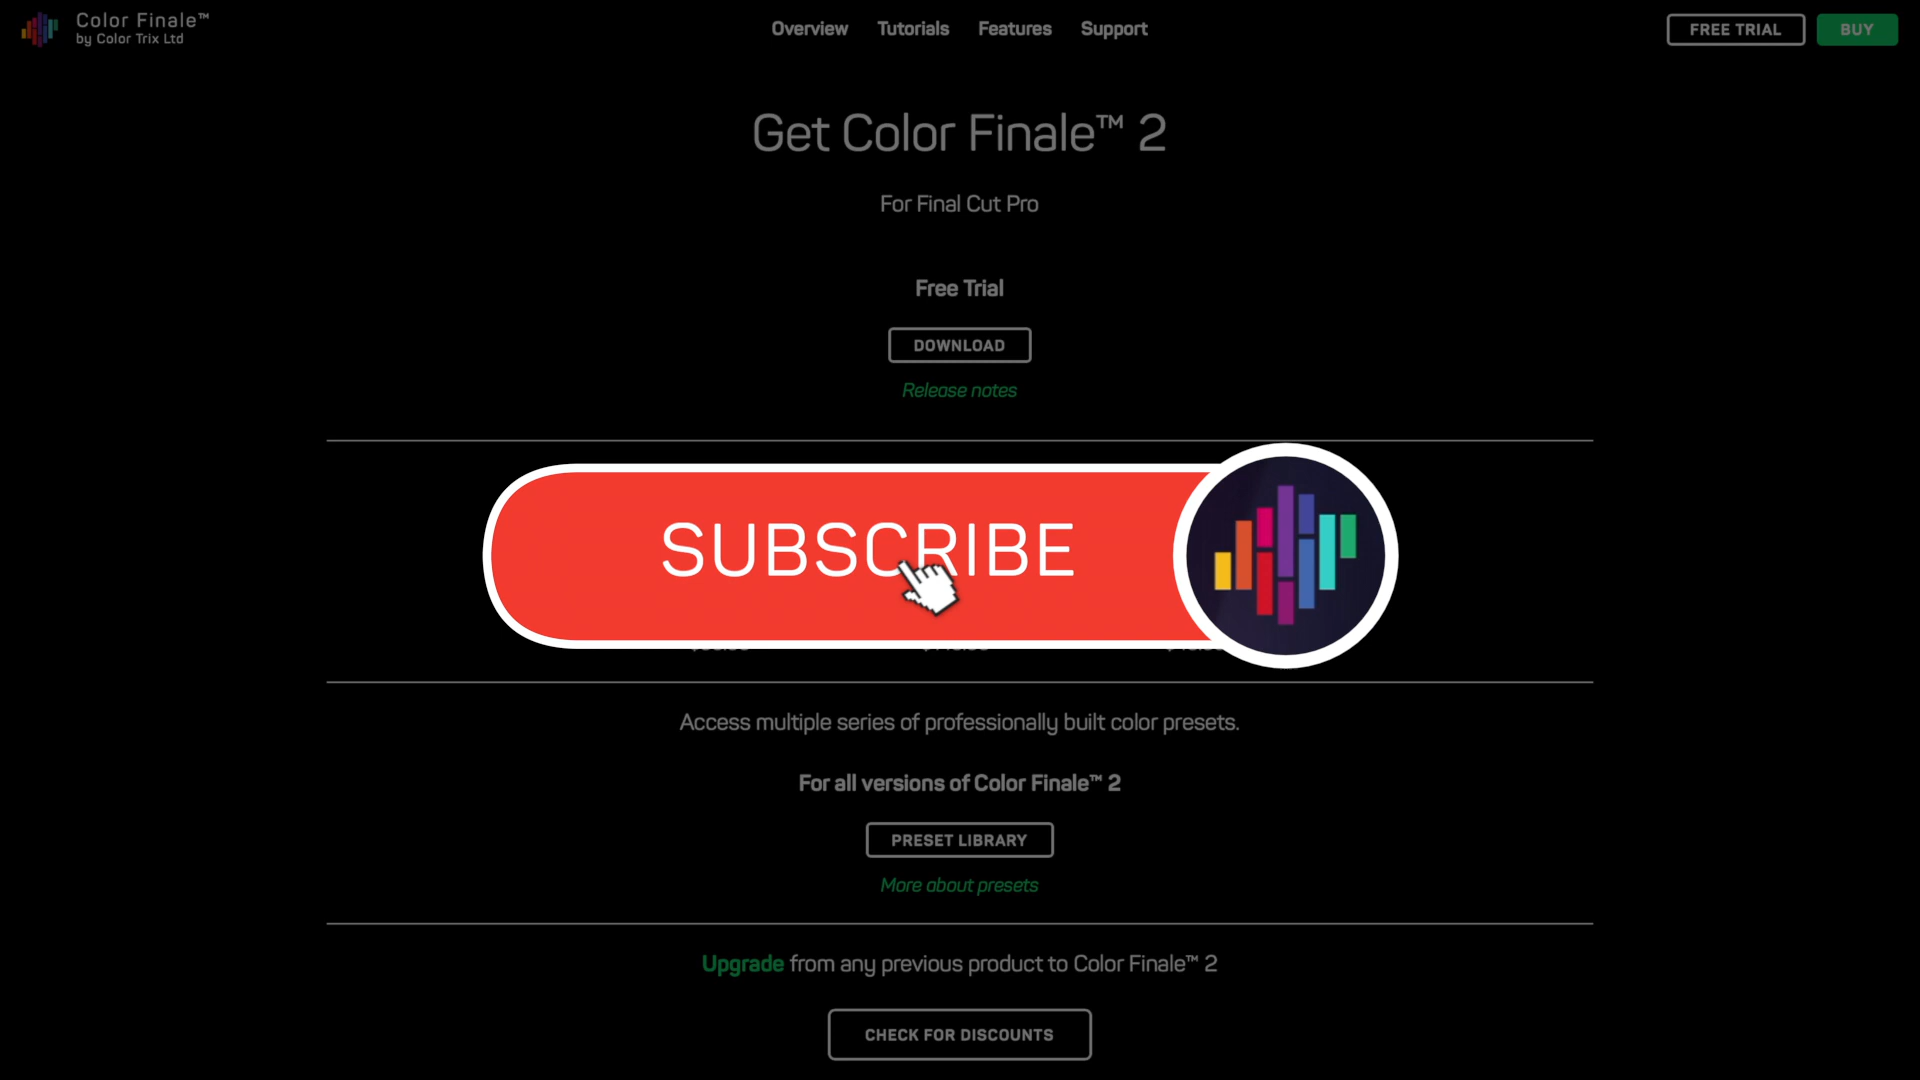 Color Finale™
by Color Trix Ltd
Overview Tutorials Features Support
FREE TRIAL BUY
Get Color Finale™ 2
For Final Cut Pro
Free Trial
DOWNLOAD
Release notes
SUBSCRIBE
Access multiple series of professionally built color presets.
For all versions of Color Finale™ 2
PRESET LIBRARY
More about presets
Upgrade from any previous product to Color Finale™ 2
CHECK FOR DISCOUNTS